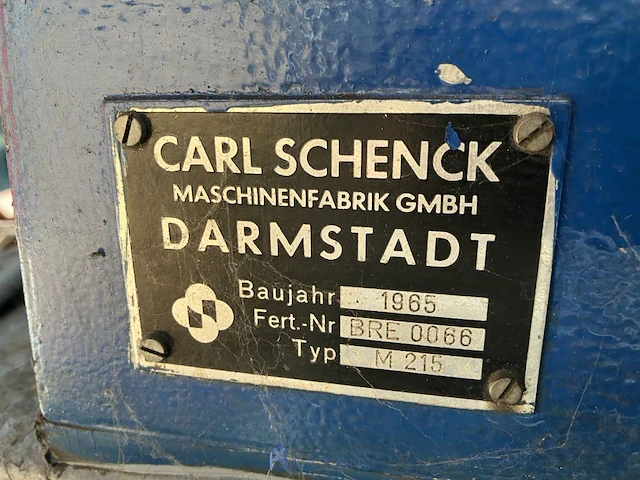 CARL SCHENCK
MASCHINENFABRIK GMBH
DARMSTADT
Baujahr 1965
Fert.-Nr BRE 0066
Typ M 215